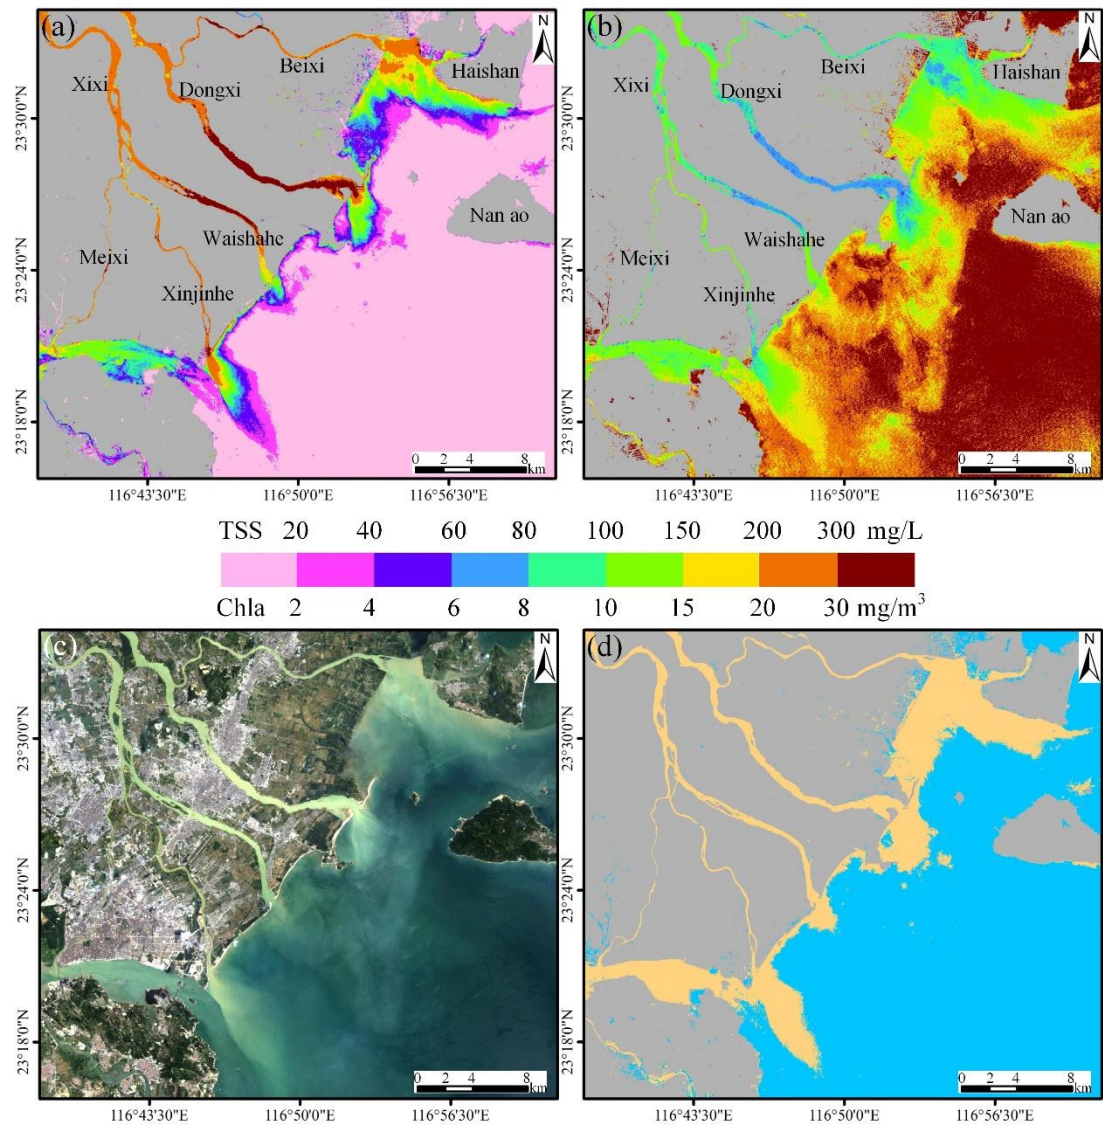 (a)
N
Xixi
Dongxi
Beixi
Haishan
Nan ao
Waishahe
Meixi
Xinjinhe
23°30'0"N
23°24'0"N
23°18'0"N
0 2 4 8
km
116°43'30"E 116°50'0"E 116°56'30"E
(b)
N
Xixi
Dongxi
Beixi
Haishan
Nan ao
Waishahe
Meixi
Xinjinhe
23°30'0"N
23°24'0"N
23°18'0"N
0 2 4 8
km
116°43'30"E 116°50'0"E 116°56'30"E
TSS 20 40 60 80 100 150 200 300 mg/L
Chla 2 4 6 8 10 15 20 30 mg/m³
(c)
N
23°30'0"N
23°24'0"N
23°18'0"N
0 2 4 8
km
116°43'30"E 116°50'0"E 116°56'30"E
(d)
N
23°30'0"N
23°24'0"N
23°18'0"N
0 2 4 8
km
116°43'30"E 116°50'0"E 116°56'30"E